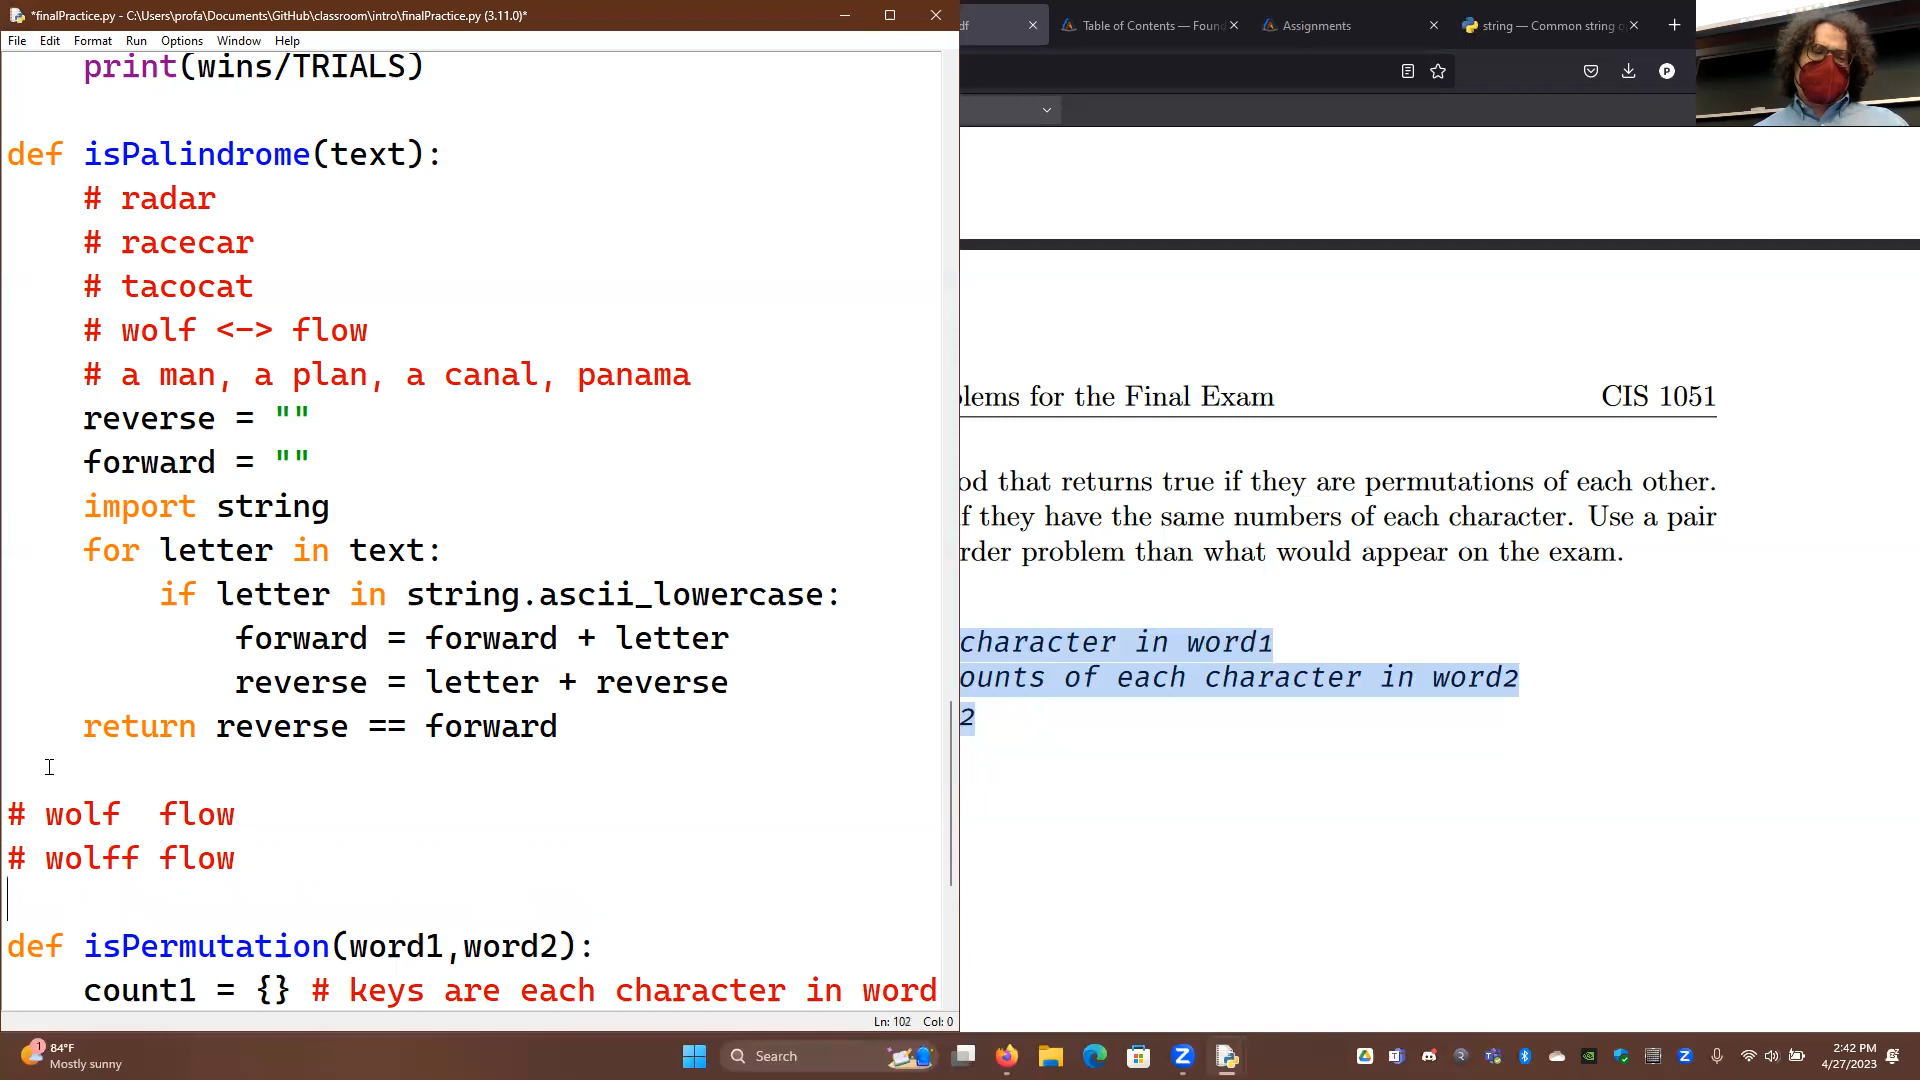 *finalPractice.py - C:\Users\profa\Documents\GitHub\classroom\intro\finalPractice.py (3.11.0)*
File Edit Format Run Options Window Help
print(wins/TRIALS)
def isPalindrome(text):
# radar
# racecar
# tacocat
# wolf <-> flow
# a man, a plan, a canal, panama
reverse = ""
forward = ""
import string
for letter in text:
if letter in string.ascii_lowercase:
forward = forward + letter
reverse = letter + reverse
return reverse == forward
# wolf  flow
# wolff flow
def isPermutation(word1,word2):
count1 = {} # keys are each character in word
Ln: 102 Col: 0
df
Table of Contents — Found
Assignments
string — Common string o
P
lems for the Final Exam
CIS 1051
od that returns true if they are permutations of each other.
f they have the same numbers of each character. Use a pair
rder problem than what would appear on the exam.
character in word1
ounts of each character in word2
2
1
84°F
Mostly sunny
Search
2:42 PM
4/27/2023